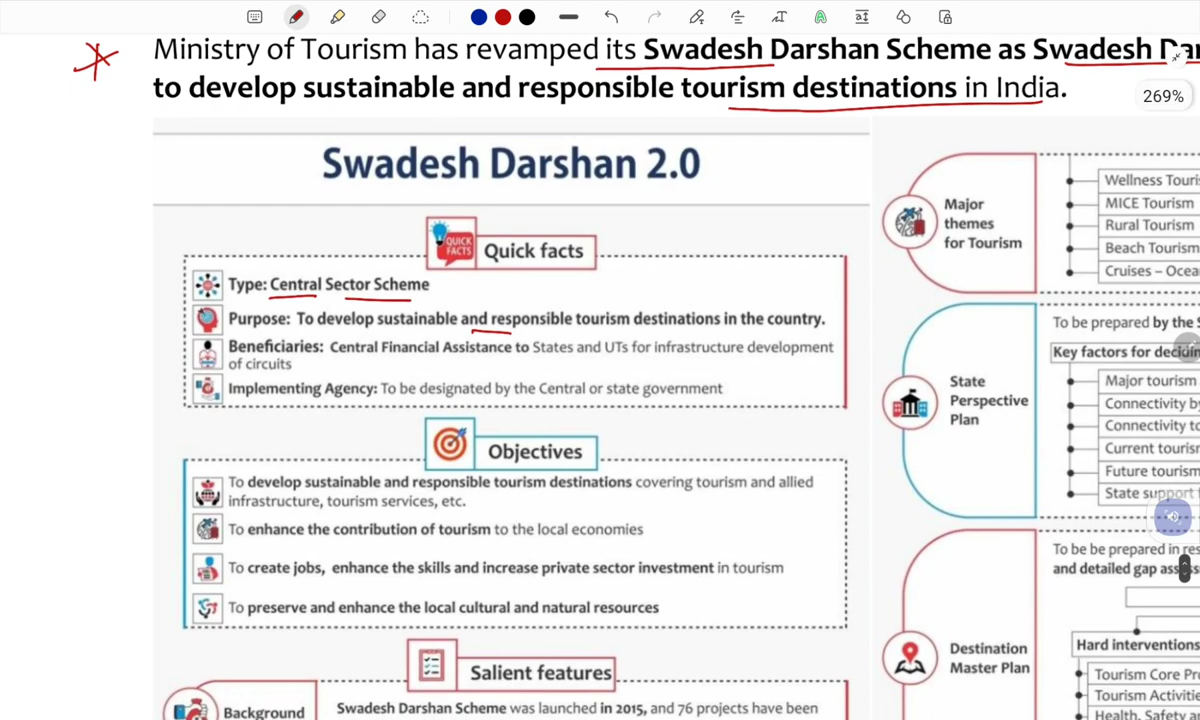 Ministry of Tourism has revamped its Swadesh Darshan Scheme as Swadesh
to develop sustainable and responsible tourism destinations in India.
269%
Swadesh Darshan 2.0
QUICK FACTS
Quick facts
Type: Central Sector Scheme
Purpose: To develop sustainable and responsible tourism destinations in the country.
Beneficiaries: Central Financial Assistance to States and UTs for infrastructure development
of circuits
Implementing Agency: To be designated by the Central or state government
Objectives
To develop sustainable and responsible tourism destinations covering tourism and allied
infrastructure, tourism services, etc.
To enhance the contribution of tourism to the local economies
To create jobs, enhance the skills and increase private sector investment in tourism
To preserve and enhance the local cultural and natural resources
Salient features
Background
Swadesh Darshan Scheme was launched in 2015, and 76 projects have been
Major
themes
for Tourism
Wellness
MICE Tourism
Rural Tourism
Beach Tourism
Cruises –
State
Perspective
Plan
To be prepared by the
Key factors for
Major tourism
Connectivity
Connectivity
Current
Future tourism
State support
Destination
Master Plan
To be be prepared in
and detailed gap
Hard interventions
Tourism Core
Tourism
Health, Safety